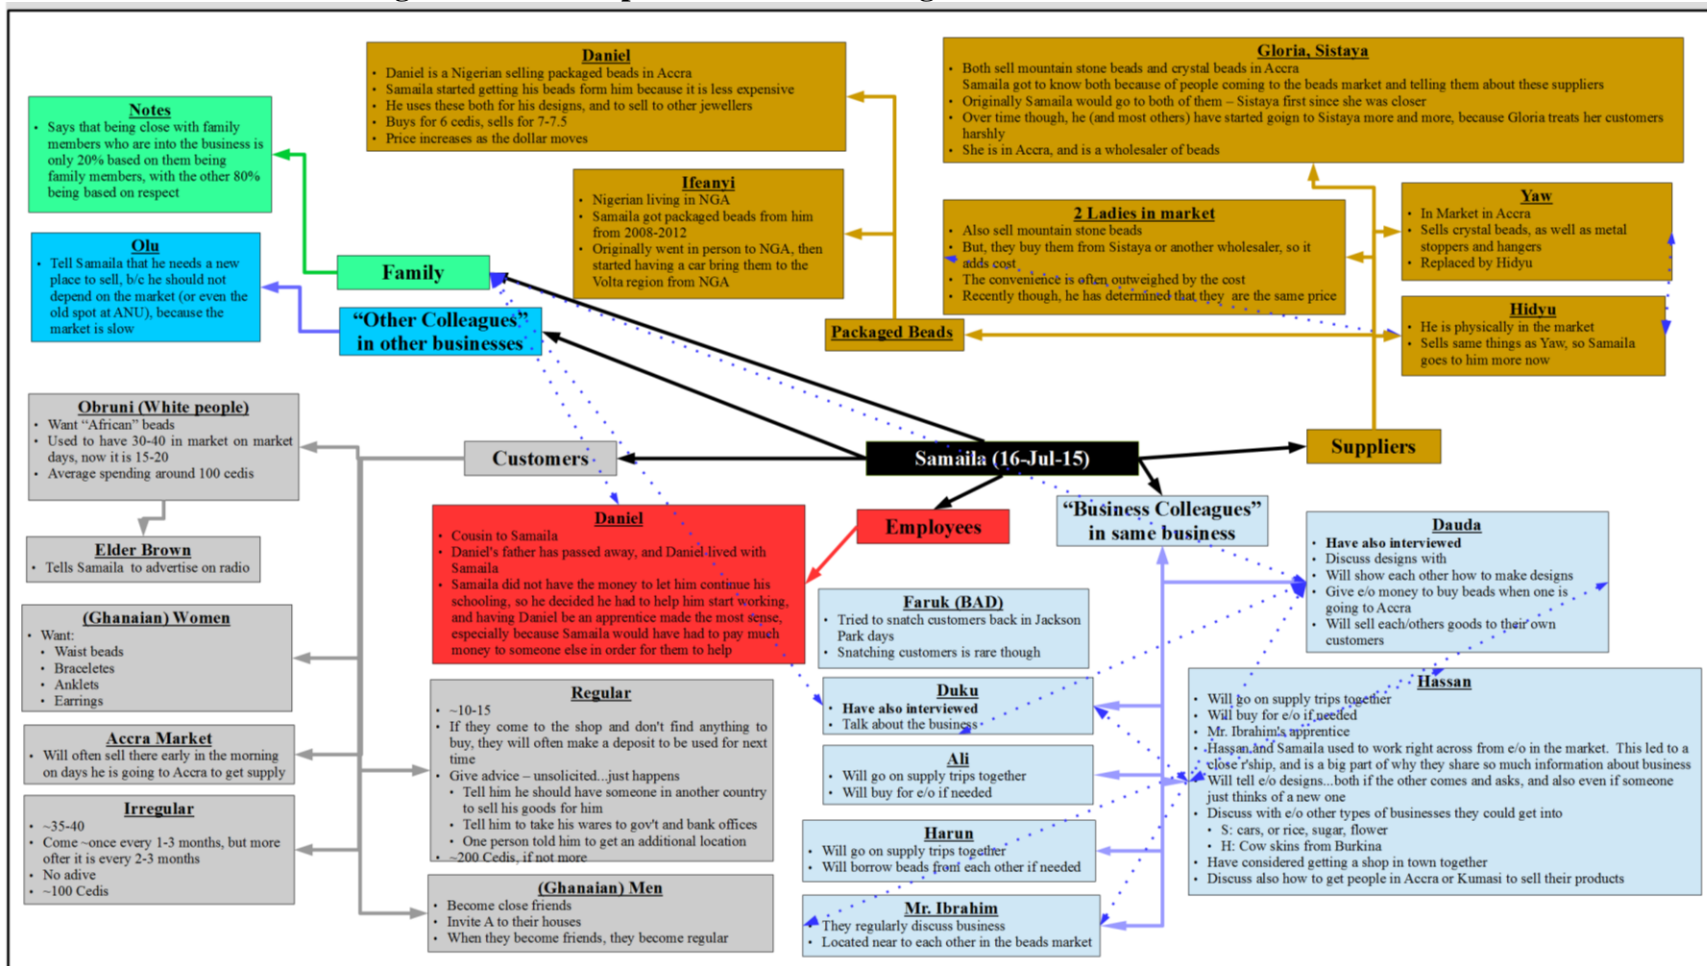 Daniel
• Daniel is a Nigerian selling packaged beads in Accra
• Samaila started getting his beads form him because it is less expensive
• He uses these both for his designs, and to sell to other jewellers
• Buys for 6 cedis, sells for 7-7.5
• Price increases as the dollar moves
Gloria, Sistaya
• Both sell mountain stone beads and crystal beads in Accra
Samaila got to know both because of people coming to the beads market and telling them about these suppliers
• Originally Samaila would go to both of them – Sistaya first since she was closer
• Over time though, he (and most others) have started goign to Sistaya more and more, because Gloria treats her customers
harshly
• She is in Accra, and is a wholesaler of beads
Notes
• Says that being close with family
members who are into the business is
only 20% based on them being
family members, with the other 80%
being based on respect
Ifeanyi
• Nigerian living in NGA
• Samaila got packaged beads from him
from 2008-2012
• Originally went in person to NGA, then
started having a car bring them to the
Volta region from NGA
2 Ladies in market
• Also sell mountain stone beads
• But, they buy them from Sistaya or another wholesaler, so it
adds cost
• The convenience is often outweighed by the cost
• Recently though, he has determined that they are the same price
Yaw
• In Market in Accra
• Sells crystal beads, as well as metal
stoppers and hangers
• Replaced by Hidyu
Olu
• Tell Samaila that he needs a new
place to sell, b/c he should not
depend on the market (or even the
old spot at ANU), because the
market is slow
Family
“Other Colleagues”
in other businesses
Packaged Beads
Hidyu
• He is physically in the market
• Sells same things as Yaw, so Samaila
goes to him more now
Obruni (White people)
• Want “African” beads
• Used to have 30-40 in market on market
days, now it is 15-20
• Average spending around 100 cedis
Customers
Samaila (16-Jul-15)
Suppliers
Elder Brown
• Tells Samaila to advertise on radio
Daniel
• Cousin to Samaila
• Daniel's father has passed away, and Daniel lived with
Samaila
• Samaila did not have the money to let him continue his
schooling, so he decided he had to help him start working,
and having Daniel be an apprentice made the most sense,
especially because Samaila would have had to pay much
money to someone else in order for them to help
Employees
“Business Colleagues”
in same business
Dauda
• Have also interviewed
• Discuss designs with
• Will show each other how to make designs
• Give e/o money to buy beads when one is
going to Accra
• Will sell each/others goods to their own
customers
(Ghanaian) Women
• Want:
• Waist beads
• Braceletes
• Anklets
• Earrings
Faruk (BAD)
• Tried to snatch customers back in Jackson
Park days
• Snatching customers is rare though
Regular
• ~10-15
• If they come to the shop and don't find anything to
buy, they will often make a deposit to be used for next
time
• Give advice – unsolicited...just happens
• Tell him he should have someone in another country
to sell his goods for him
• Tell him to take his wares to gov't and bank offices
• One person told him to get an additional location
• ~200 Cedis, if not more
Duku
• Have also interviewed
• Talk about the business
Hassan
• Will go on supply trips together
• Will buy for e/o if needed
• Mr. Ibrahim's apprentice
• Hassan and Samaila used to work right across from e/o in the market. This led to a
close r'ship, and is a big part of why they share so much information about business
• Will tell e/o designs...both if the other comes and asks, and also even if someone
just thinks of a new one
• Discuss with e/o other types of businesses they could get into
• S: cars, or rice, sugar, flower
• H: Cow skins from Burkina
• Have considered getting a shop in town together
• Discuss also how to get people in Accra or Kumasi to sell their products
Accra Market
• Will often sell there early in the morning
on days he is going to Accra to get supply
Ali
• Will go on supply trips together
• Will buy for e/o if needed
Irregular
• ~35-40
• Come ~once every 1-3 months, but more
ofter it is every 2-3 months
• No adive
• ~100 Cedis
Harun
• Will go on supply trips together
• Will borrow beads from each other if needed
(Ghanaian) Men
• Become close friends
• Invite A to their houses
• When they become friends, they become regular
Mr. Ibrahim
• They regularly discuss business
• Located near to each other in the beads market